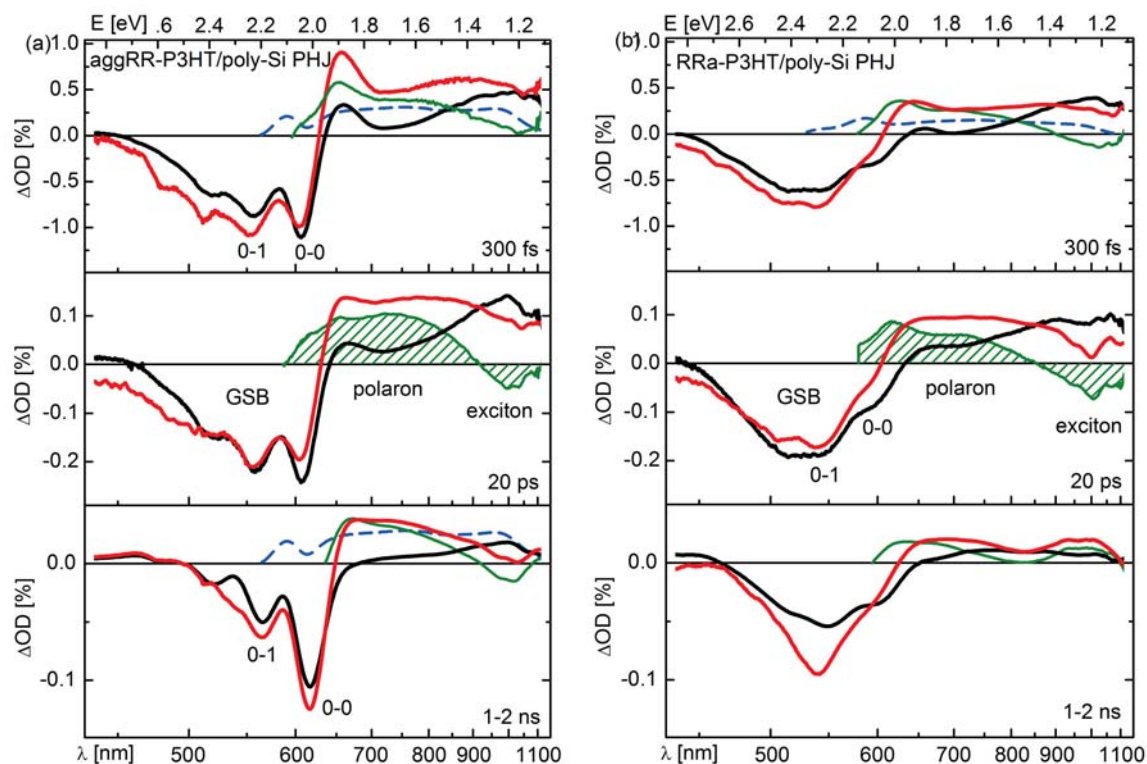 E [eV] .6 2.4 2.2 2.0 1.8 1.6 1.4 1.2
(a) aggRR-P3HT/poly-Si PHJ
1.0
0.5
0.0
-0.5
-1.0
ΔOD [%]
0-1 0-0
300 fs
0.1
0.0
-0.1
-0.2
ΔOD [%]
GSB polaron exciton
20 ps
0.0
-0.1
ΔOD [%]
0-1
0-0
1-2 ns
λ [nm] 500 600 700 800 900 1100
E [eV] 2.6 2.4 2.2 2.0 1.8 1.6 1.4 1.2
(b) RRa-P3HT/poly-Si PHJ
1.0
0.5
0.0
-0.5
-1.0
ΔOD [%]
300 fs
0.1
0.0
-0.1
-0.2
ΔOD [%]
GSB polaron exciton
0-0
0-1
20 ps
0.0
-0.1
ΔOD [%]
1-2 ns
λ [nm] 500 600 700 800 900 1100